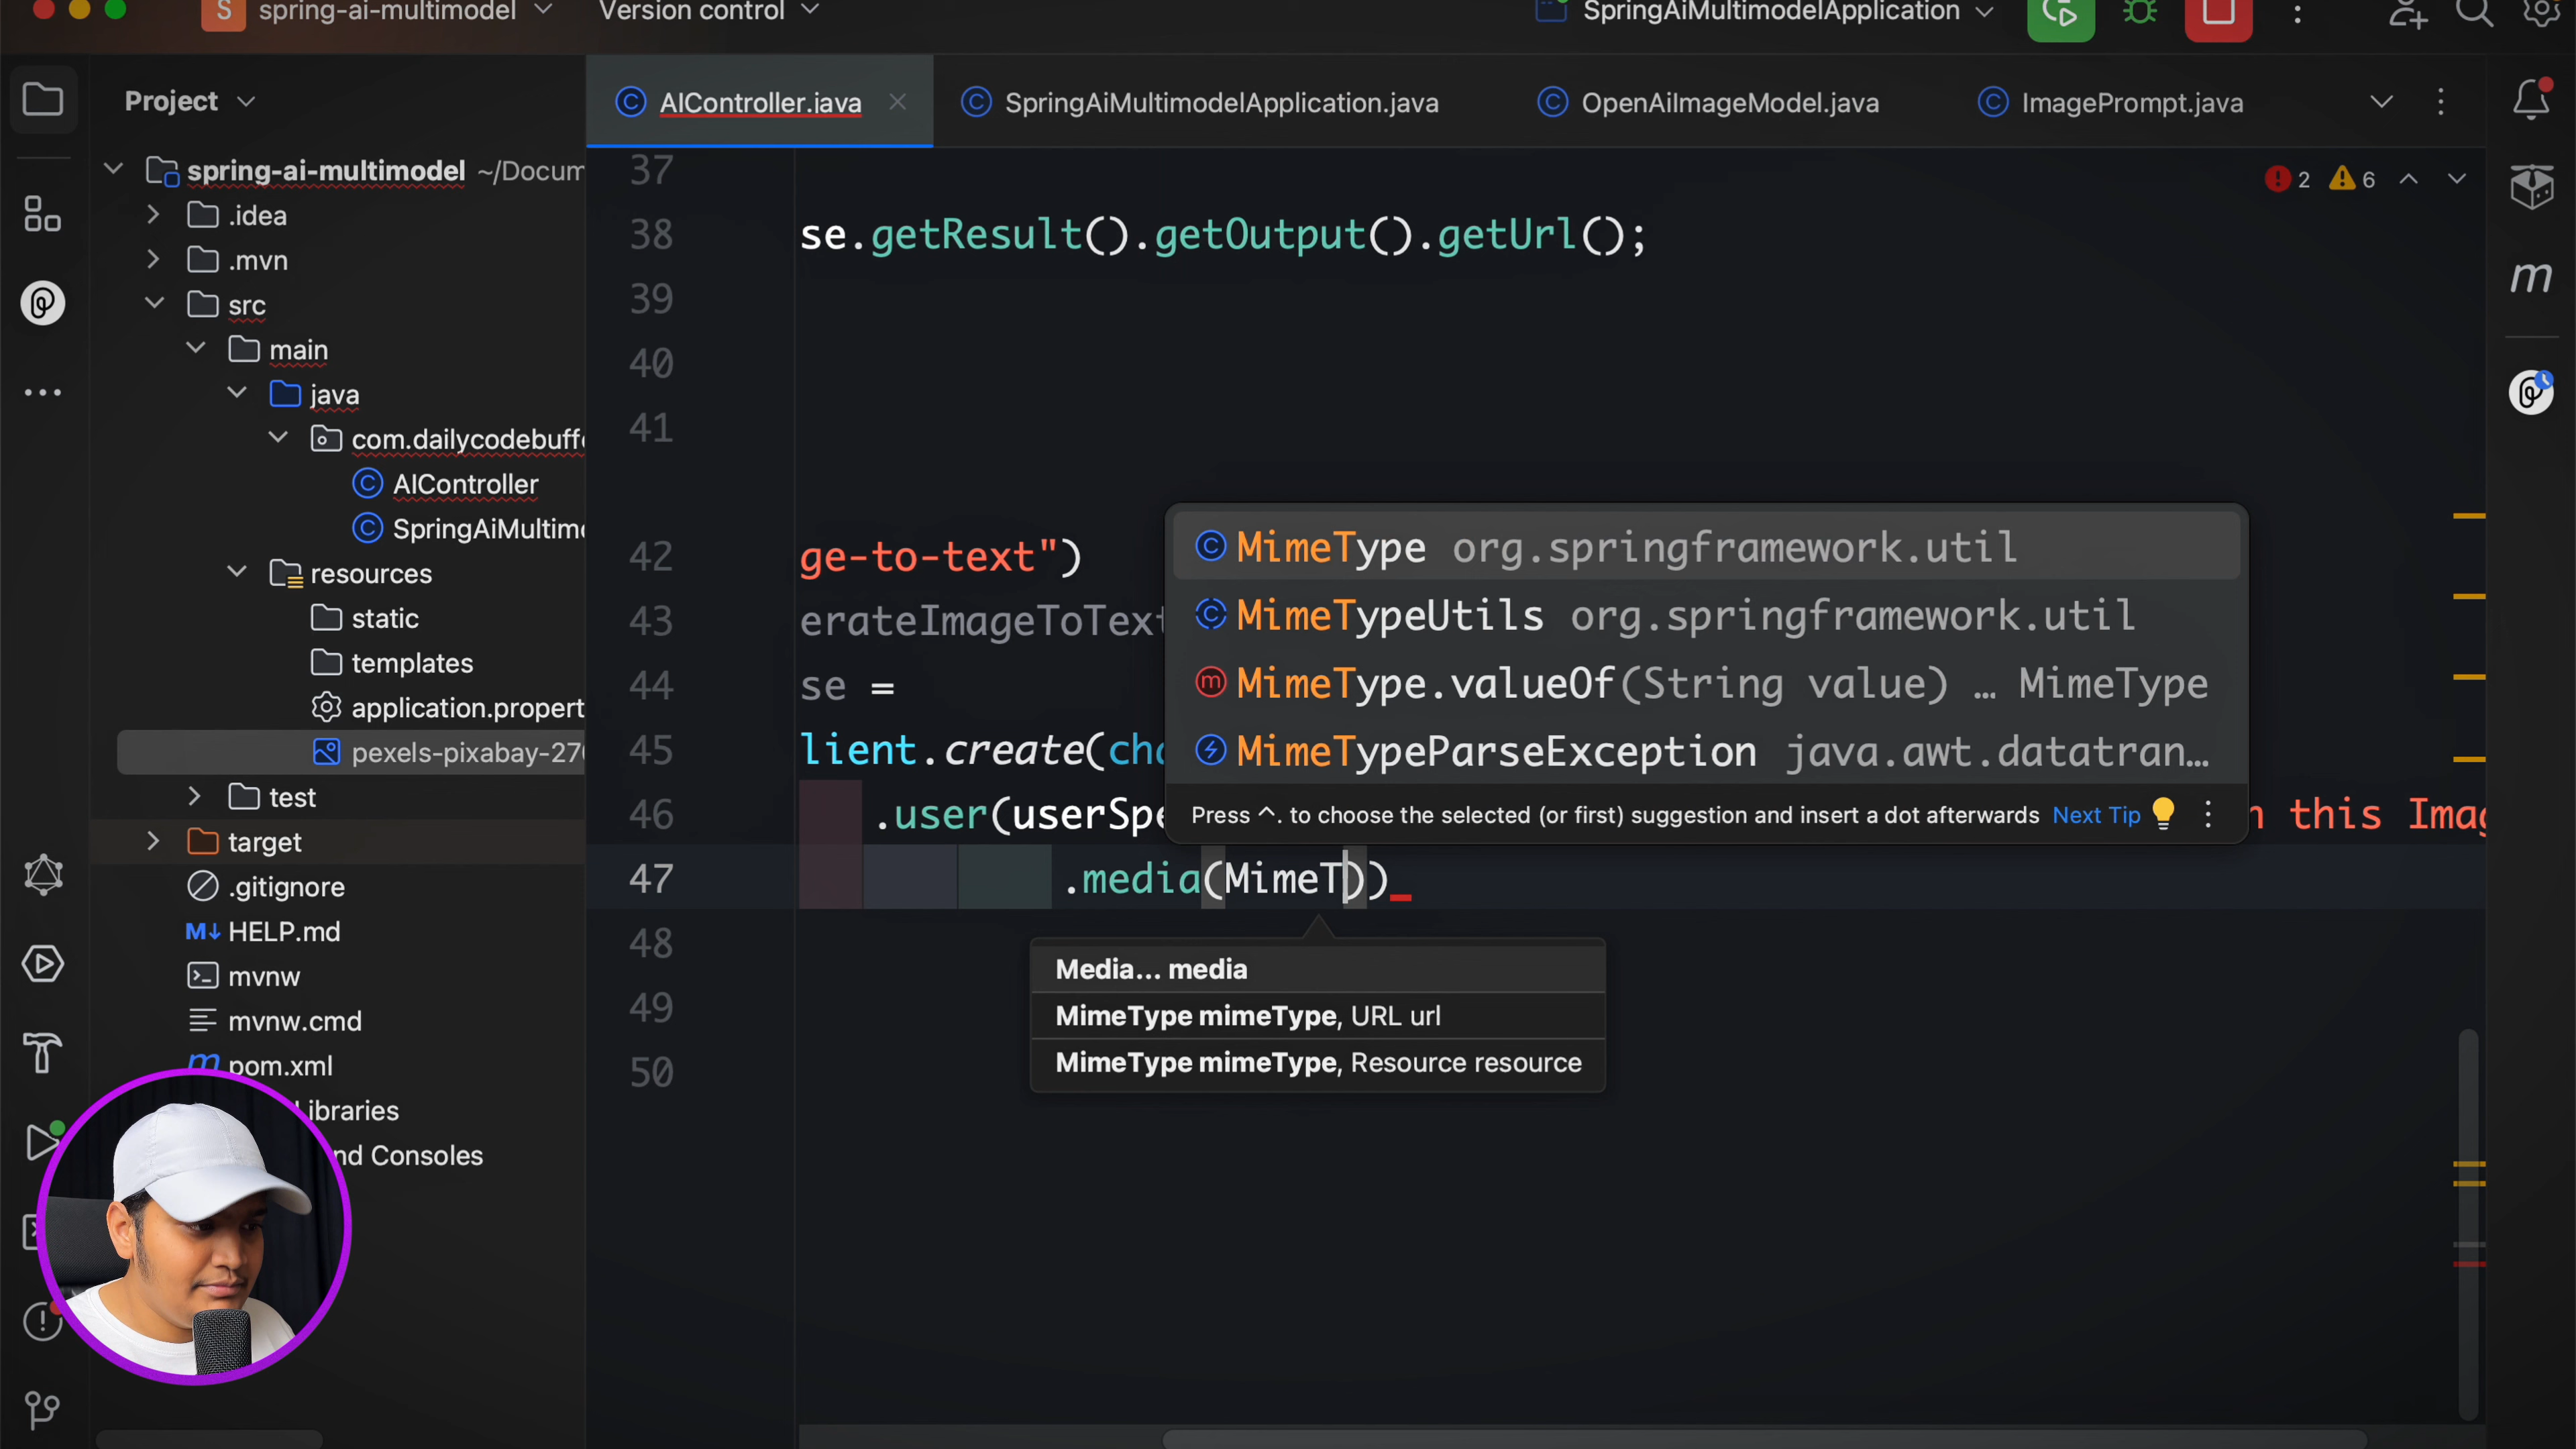 S spring-ai-multimodel Version control SpringAiMultimodelApplication
Project
AIController.java SpringAiMultimodelApplication.java OpenAiImageModel.java ImagePrompt.java
spring-ai-multimodel ~/Docum
.idea
.mvn
src
main
java
com.dailycodebuffe
AIController
SpringAiMultim
resources
static
templates
application.propert
pexels-pixabay-27
test
target
.gitignore
HELP.md
mvnw
mvnw.cmd
pom.xml
Libraries
nd Consoles
2 6
37
38 se.getResult().getOutput().getUrl();
39
40
41
42 ge-to-text")
43 erateImageToText
44 se =
45 lient.create(cha
46 .user(userSpe n this Imag
47 .media(MimeT))
48
49
50
MimeType org.springframework.util
MimeTypeUtils org.springframework.util
MimeType.valueOf(String value) … MimeType
MimeTypeParseException java.awt.datatran…
Press ^. to choose the selected (or first) suggestion and insert a dot afterwards Next Tip
Media... media
MimeType mimeType, URL url
MimeType mimeType, Resource resource